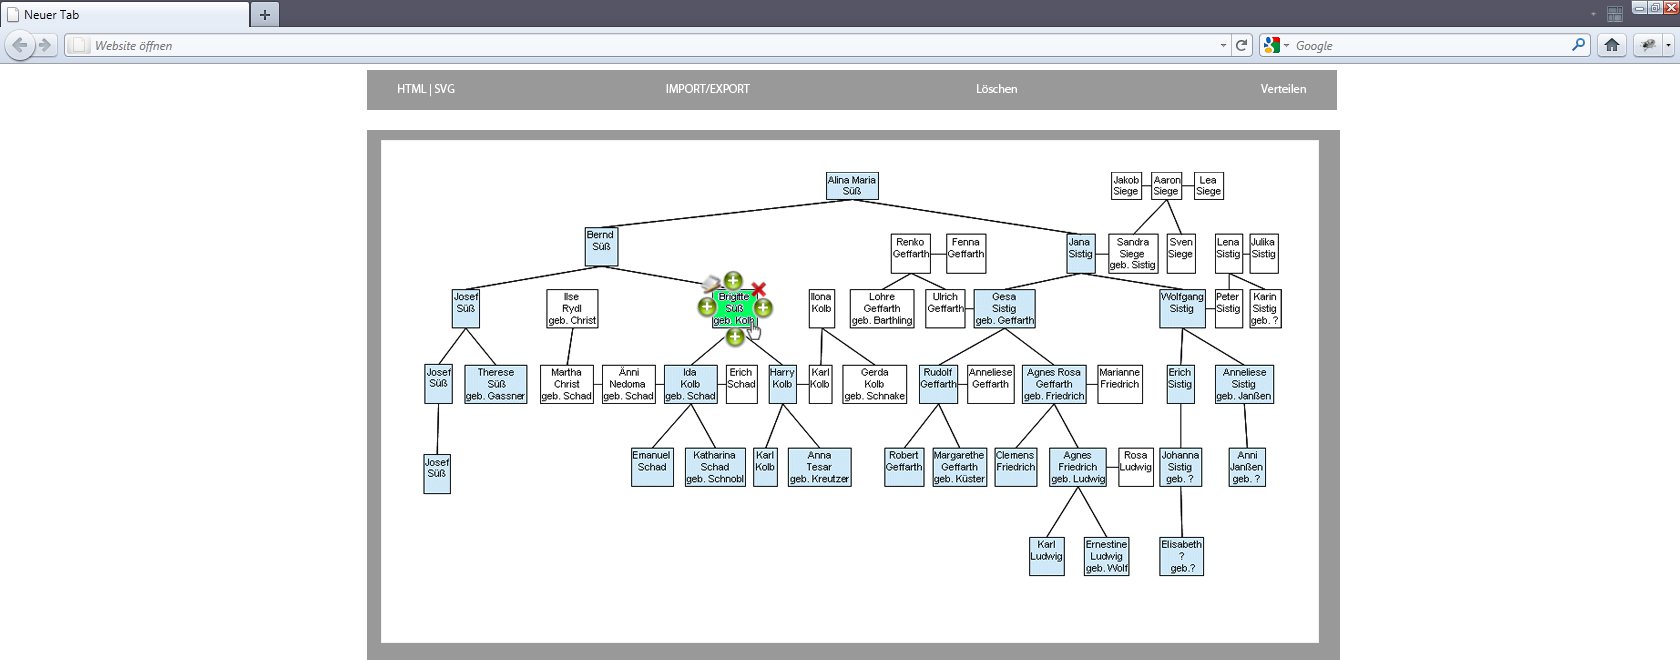 Neuer Tab
Website öffnen
Google
HTML | SVG
IMPORT/EXPORT
Löschen
Verteilen
Alina Maria
Süß
Jakob
Siege
Aaron
Siege
Lea
Siege
Bernd
Süß
Renko
Geffarth
Fenna
Geffarth
Jana
Sistig
Sandra
Siege
geb. Sistig
Sven
Siege
Lena
Sistig
Julika
Sistig
Josef
Süß
Ilse
Rydl
geb. Christ
Brigitte
Süß
geb. Kolb
Ilona
Kolb
Lohre
Geffarth
geb. Barthling
Ulrich
Geffarth
Gesa
Sistig
geb. Geffarth
Wolfgang
Sistig
Peter
Sistig
Karin
Sistig
geb. ?
Josef
Süß
Therese
Süß
geb. Gassner
Martha
Christ
geb. Schad
Änni
Nedoma
geb. Schad
Ida
Kolb
geb. Schad
Erich
Schad
Harry
Kolb
Karl
Kolb
Gerda
Kolb
geb. Schnake
Rudolf
Geffarth
Anneliese
Geffarth
Agnes Rosa
Geffarth
geb. Friedrich
Marianne
Friedrich
Erich
Sistig
Anneliese
Sistig
geb. Janßen
Josef
Süß
Emanuel
Schad
Katharina
Schad
geb. Schnobl
Karl
Kolb
Anna
Tesar
geb. Kreutzer
Robert
Geffarth
Margarethe
Geffarth
geb. Küster
Clemens
Friedrich
Agnes
Friedrich
geb. Ludwig
Rosa
Ludwig
Johanna
Sistig
geb. ?
Anni
Janßen
geb. ?
Karl
Ludwig
Ernestine
Ludwig
geb. Wolf
Elisabeth
?
geb.?